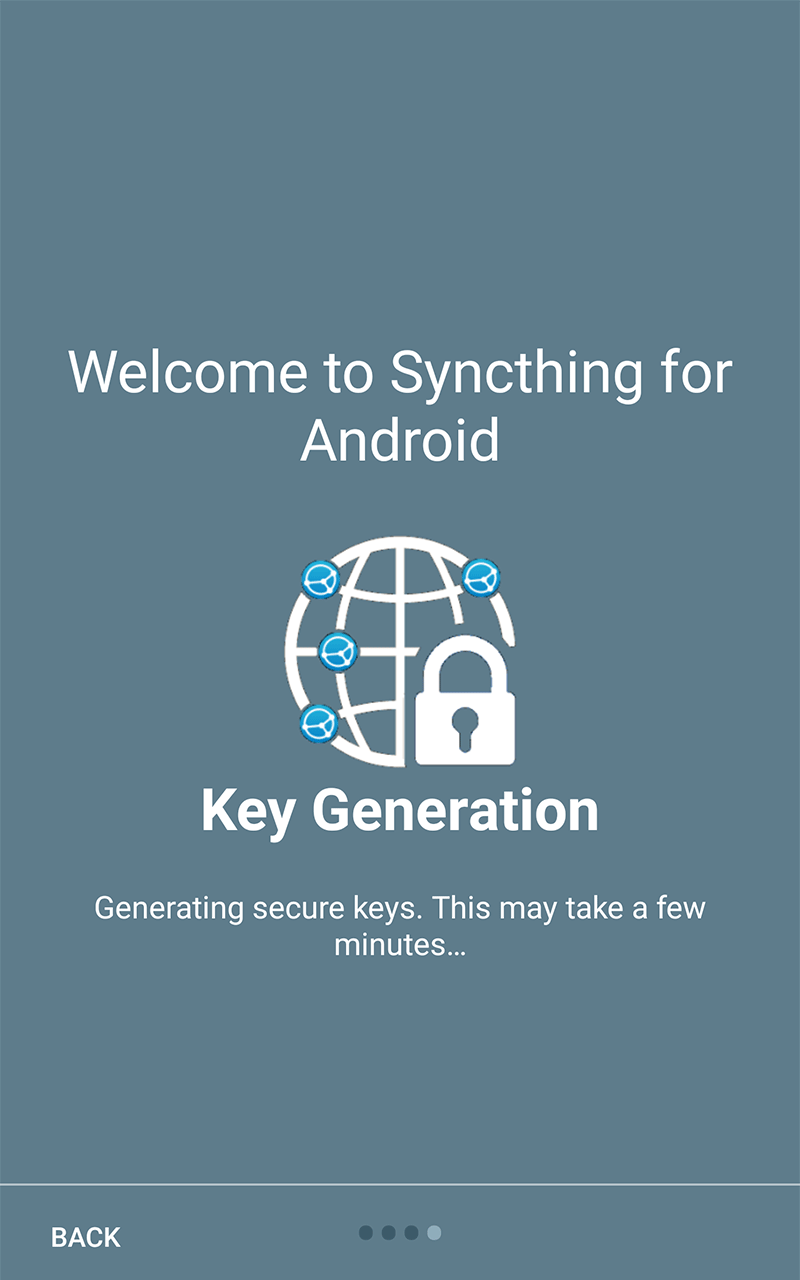 Welcome to Syncthing for
Android
Key Generation
Generating secure keys. This may take a few
minutes…
BACK